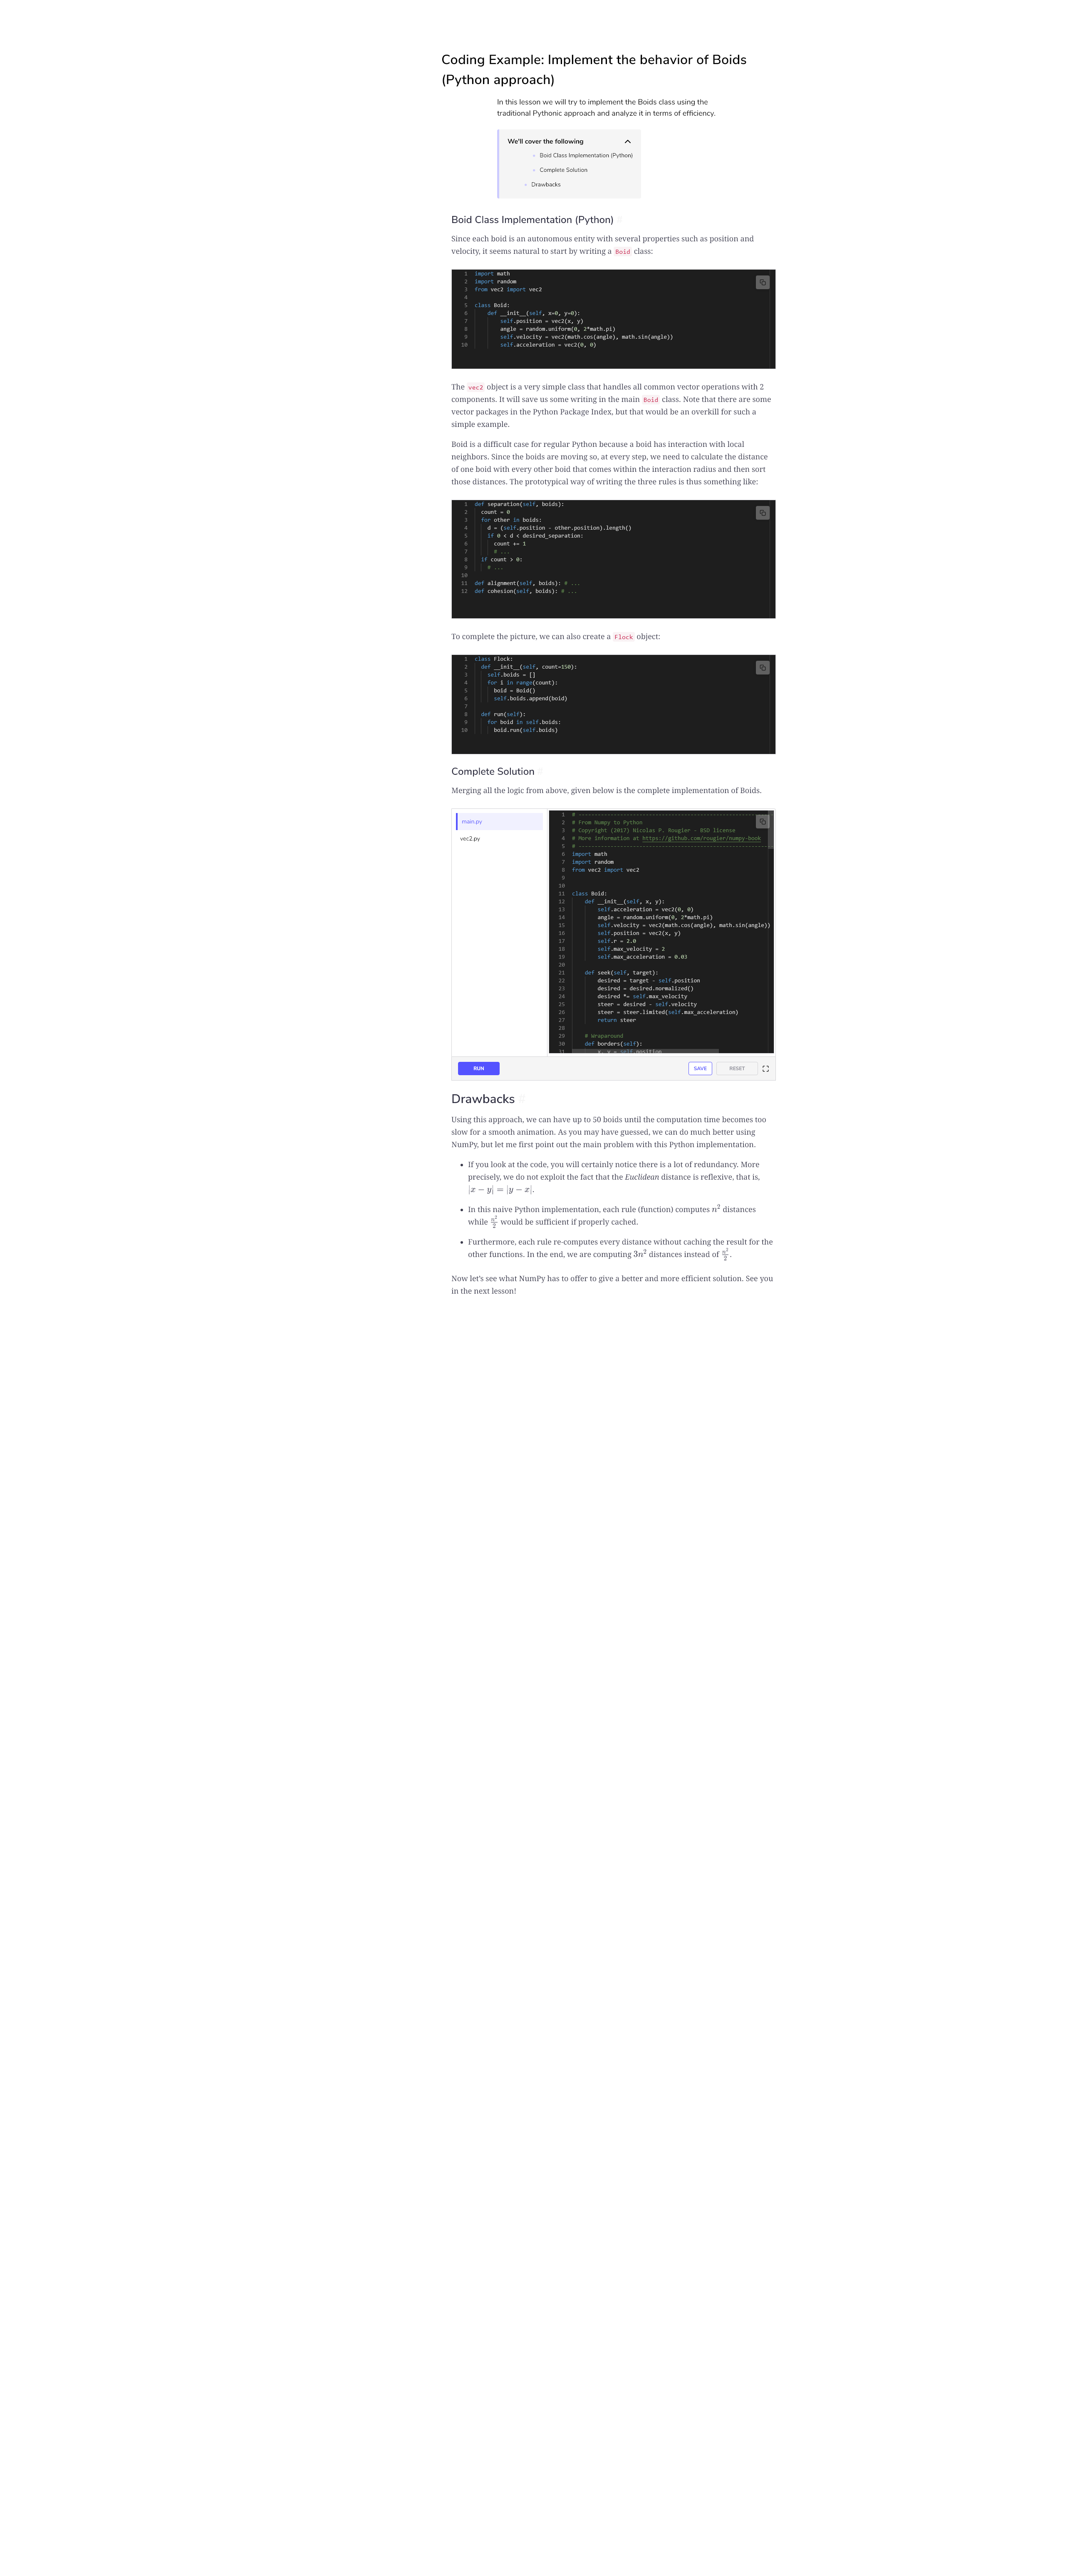 Coding Example: Implement the behavior of Boids
(Python approach)
In this lesson we will try to implement the Boids class using the
traditional Pythonic approach and analyze it in terms of efficiency.
We'll cover the following
Boid Class Implementation (Python)
Complete Solution
Drawbacks
Boid Class Implementation (Python) #
Since each boid is an autonomous entity with several properties such as position and
velocity, it seems natural to start by writing a Boid class:
1 import math
2 import random
3 from vec2 import vec2
4
5 class Boid:
6     def __init__(self, x=0, y=0):
7         self.position = vec2(x, y)
8         angle = random.uniform(0, 2*math.pi)
9         self.velocity = vec2(math.cos(angle), math.sin(angle))
10         self.acceleration = vec2(0, 0)
The vec2 object is a very simple class that handles all common vector operations with 2
components. It will save us some writing in the main Boid class. Note that there are some
vector packages in the Python Package Index, but that would be an overkill for such a
simple example.
Boid is a difficult case for regular Python because a boid has interaction with local
neighbors. Since the boids are moving so, at every step, we need to calculate the distance
of one boid with every other boid that comes within the interaction radius and then sort
those distances. The prototypical way of writing the three rules is thus something like:
1 def separation(self, boids):
2   count = 0
3   for other in boids:
4     d = (self.position - other.position).length()
5     if 0 < d < desired_separation:
6       count += 1
7       # ...
8   if count > 0:
9     # ...
10
11 def alignment(self, boids): # ...
12 def cohesion(self, boids): # ...
To complete the picture, we can also create a Flock object:
1 class Flock:
2   def __init__(self, count=150):
3     self.boids = []
4     for i in range(count):
5       boid = Boid()
6       self.boids.append(boid)
7
8   def run(self):
9     for boid in self.boids:
10       boid.run(self.boids)
Complete Solution #
Merging all the logic from above, given below is the complete implementation of Boids.
main.py
vec2.py
1 # -----------------------------------------------------------------------------
2 # From Numpy to Python
3 # Copyright (2017) Nicolas P. Rougier - BSD license
4 # More information at https://github.com/rougier/numpy-book
5 # -----------------------------------------------------------------------------
6 import math
7 import random
8 from vec2 import vec2
9
10
11 class Boid:
12     def __init__(self, x, y):
13         self.acceleration = vec2(0, 0)
14         angle = random.uniform(0, 2*math.pi)
15         self.velocity = vec2(math.cos(angle), math.sin(angle))
16         self.position = vec2(x, y)
17         self.r = 2.0
18         self.max_velocity = 2
19         self.max_acceleration = 0.03
20
21     def seek(self, target):
22         desired = target - self.position
23         desired = desired.normalized()
24         desired *= self.max_velocity
25         steer = desired - self.velocity
26         steer = steer.limited(self.max_acceleration)
27         return steer
28
29     # Wraparound
30     def borders(self):
31         x, y = self.position
RUN
SAVE
RESET
Drawbacks #
Using this approach, we can have up to 50 boids until the computation time becomes too
slow for a smooth animation. As you may have guessed, we can do much better using
NumPy, but let me first point out the main problem with this Python implementation.
If you look at the code, you will certainly notice there is a lot of redundancy. More
precisely, we do not exploit the fact that the Euclidean distance is reflexive, that is,
|x − y| = |y − x|.
In this naive Python implementation, each rule (function) computes n² distances
while n²/2 would be sufficient if properly cached.
Furthermore, each rule re-computes every distance without caching the result for the
other functions. In the end, we are computing 3n² distances instead of n²/2.
Now let's see what NumPy has to offer to give a better and more efficient solution. See you
in the next lesson!